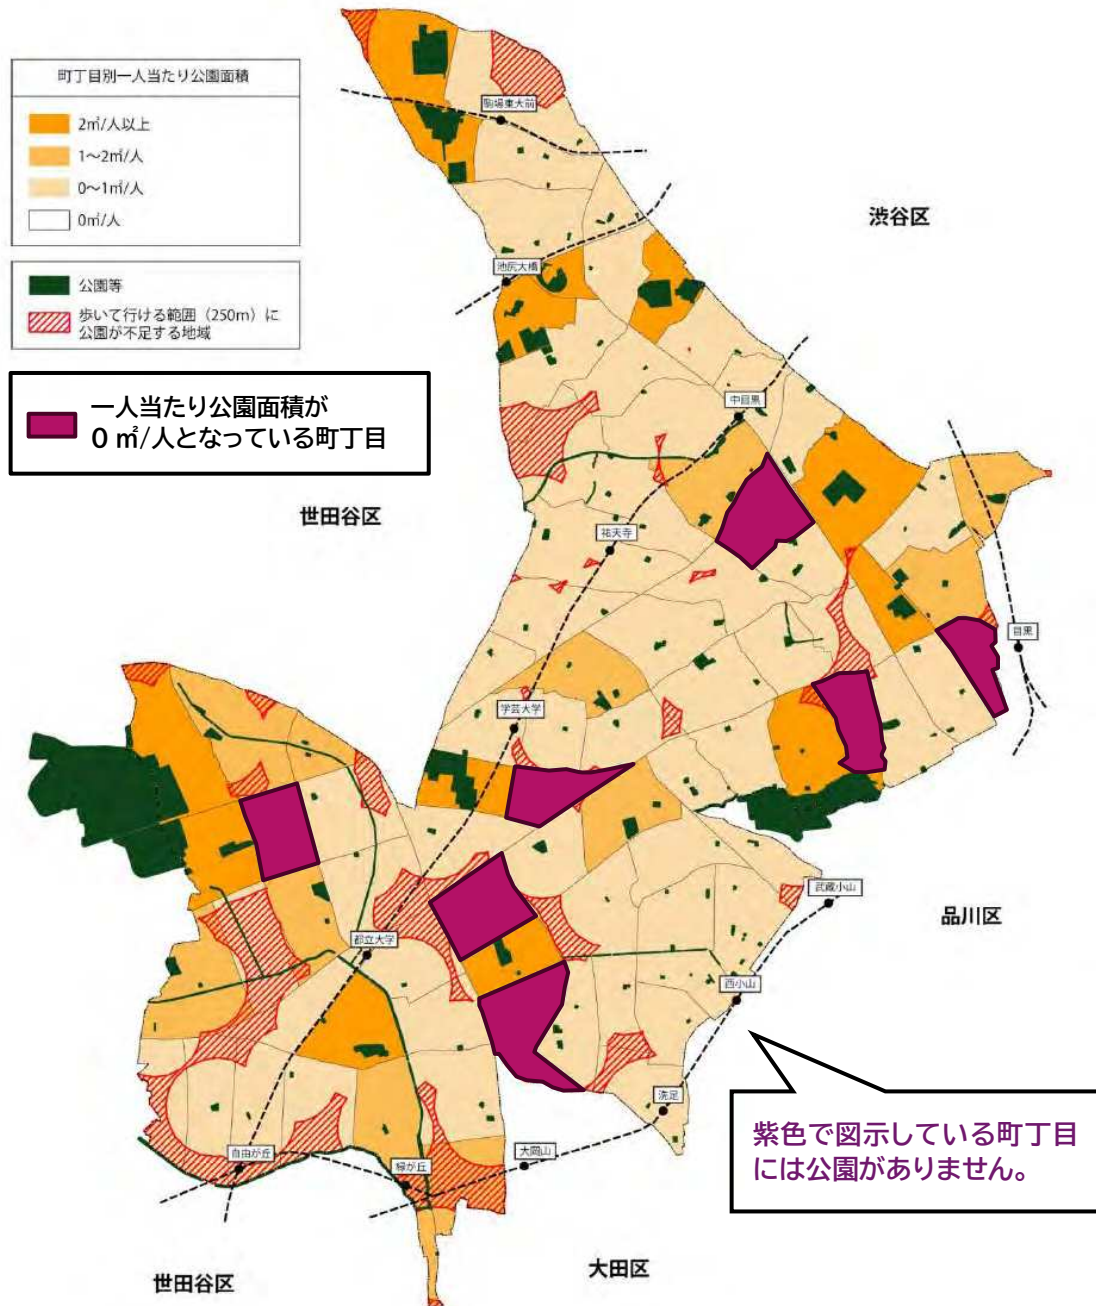 町丁目別一人当たり公園面積
2㎡/人以上
1〜2㎡/人
0〜1㎡/人
0㎡/人
公園等
歩いて行ける範囲（250m）に
公園が不足する地域
一人当たり公園面積が
０㎡/人となっている町丁目
駒場東大前
渋谷区
池尻大橋
中目黒
世田谷区
祐天寺
目黒
学芸大学
武蔵小山
品川区
都立大学
西小山
洗足
紫色で図示している町丁目
には公園がありません。
自由が丘
緑が丘
大岡山
世田谷区
大田区